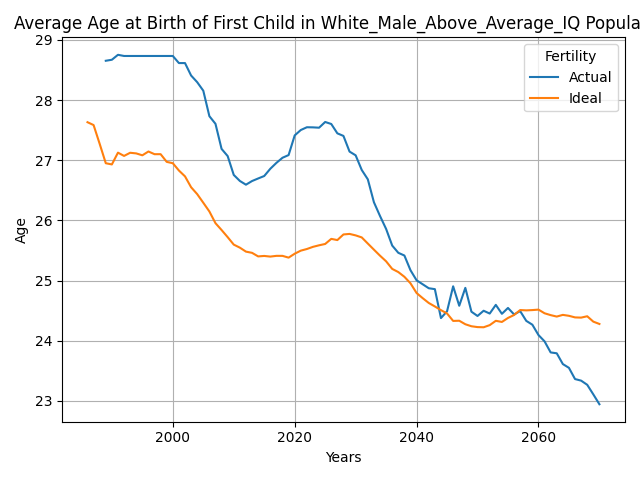 Average Age at Birth of First Child in White_Male_Above_Average_IQ Popula
Fertility
Actual
Ideal
29
28
27
26
25
24
23
Age
2000
2020
2040
2060
Years